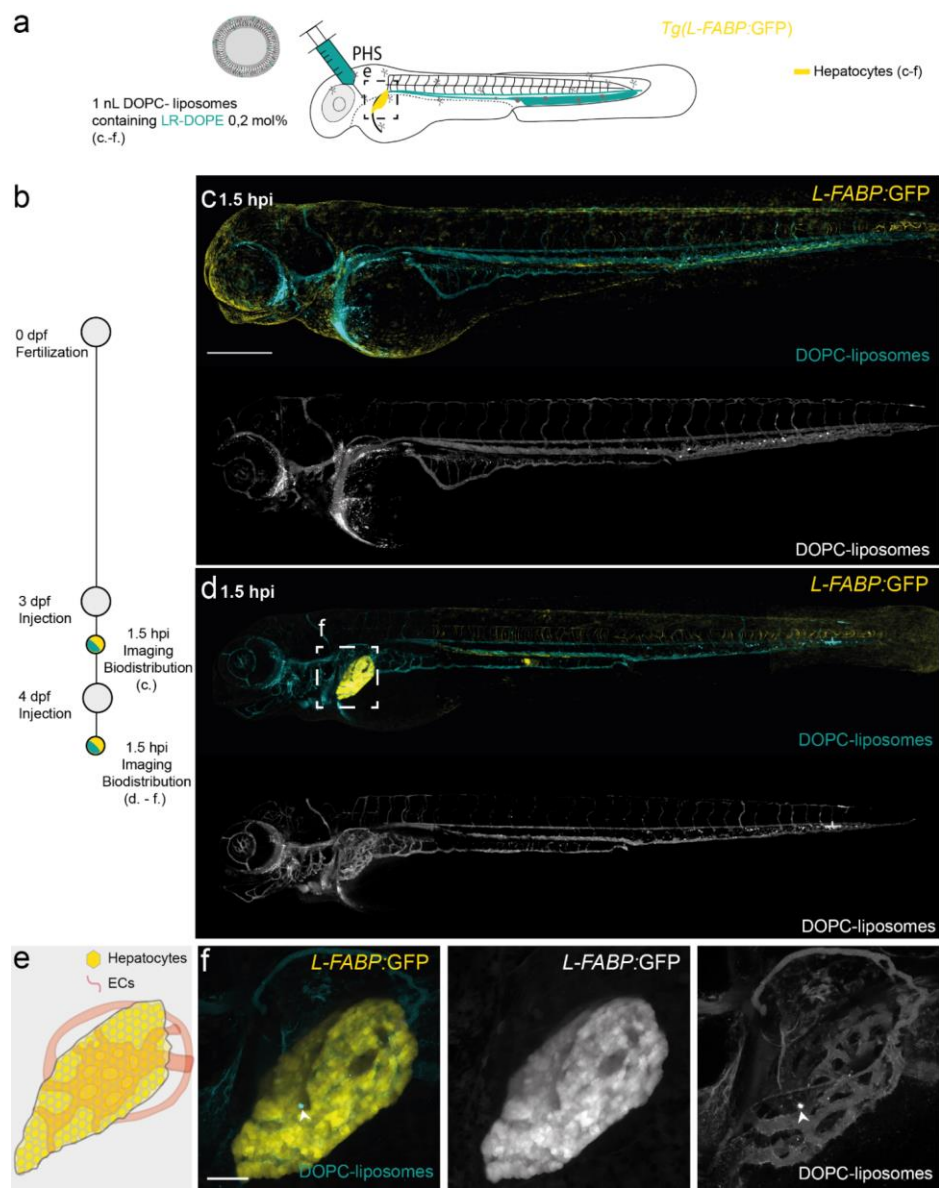 a
Tg(L-FABP:GFP)
PHS
e
Hepatocytes (c-f)
1 nL DOPC- liposomes
containing LR-DOPE 0,2 mol%
(c.-f.)
b
0 dpf
Fertilization
3 dpf
Injection
1.5 hpi
Imaging
Biodistribution
(c.)
4 dpf
Injection
1.5 hpi
Imaging
Biodistribution
(d. - f.)
c 1.5 hpi
L-FABP:GFP
DOPC-liposomes
DOPC-liposomes
d 1.5 hpi
L-FABP:GFP
f
DOPC-liposomes
DOPC-liposomes
e
Hepatocytes
ECs
f
L-FABP:GFP
DOPC-liposomes
L-FABP:GFP
DOPC-liposomes